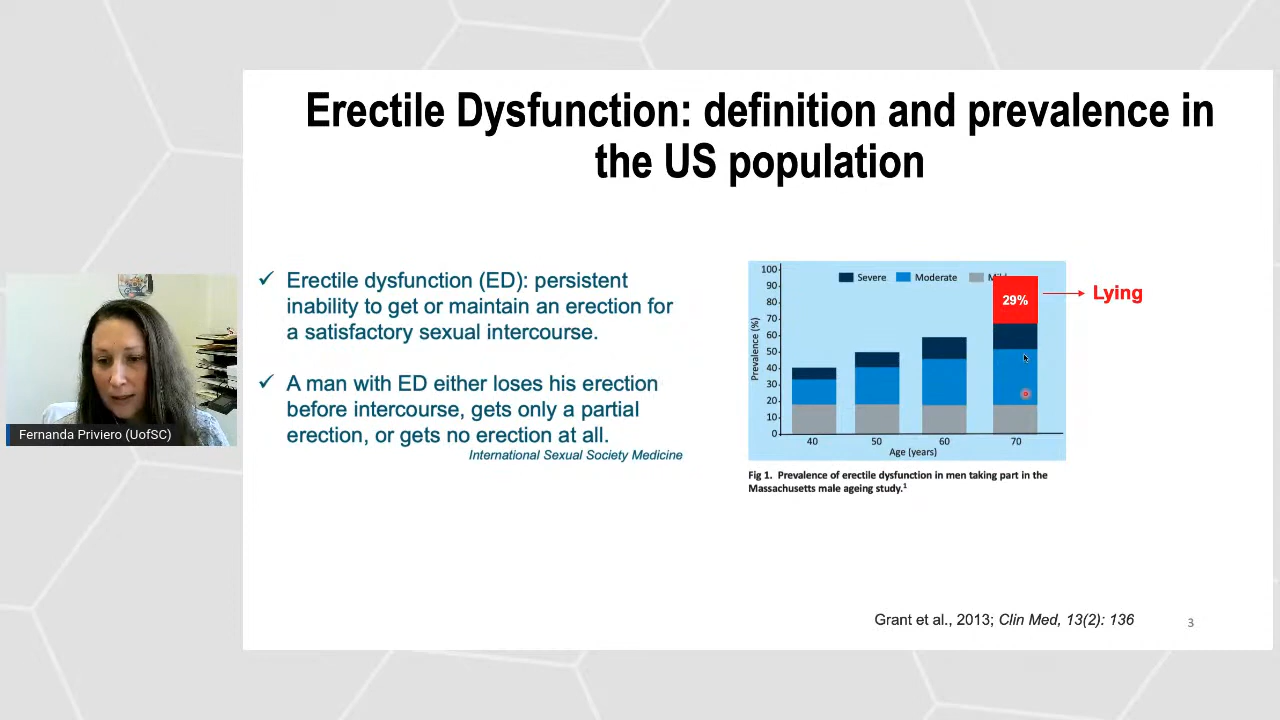 Erectile Dysfunction: definition and prevalence in
the US population
✓ Erectile dysfunction (ED): persistent
inability to get or maintain an erection for
a satisfactory sexual intercourse.
✓ A man with ED either loses his erection
before intercourse, gets only a partial
erection, or gets no erection at all.
International Sexual Society Medicine
Fernanda Priviero (UofSC)
Severe Moderate
29%
Lying
Prevalence (%)
100
90
80
70
60
50
40
30
20
10
0
40 50 60 70
Age (years)
Fig 1. Prevalence of erectile dysfunction in men taking part in the
Massachusetts male ageing study.1
Grant et al., 2013; Clin Med, 13(2): 136
3